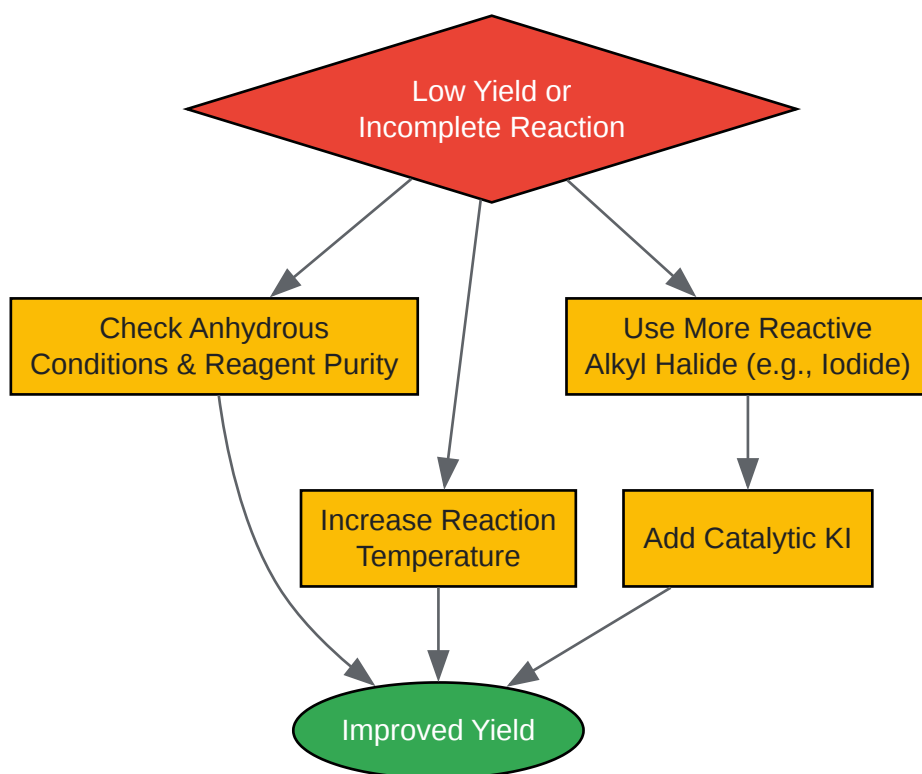 Low Yield or
Incomplete Reaction
Check Anhydrous
Conditions & Reagent Purity
Use More Reactive
Alkyl Halide (e.g., Iodide)
Increase Reaction
Temperature
Add Catalytic KI
Improved Yield